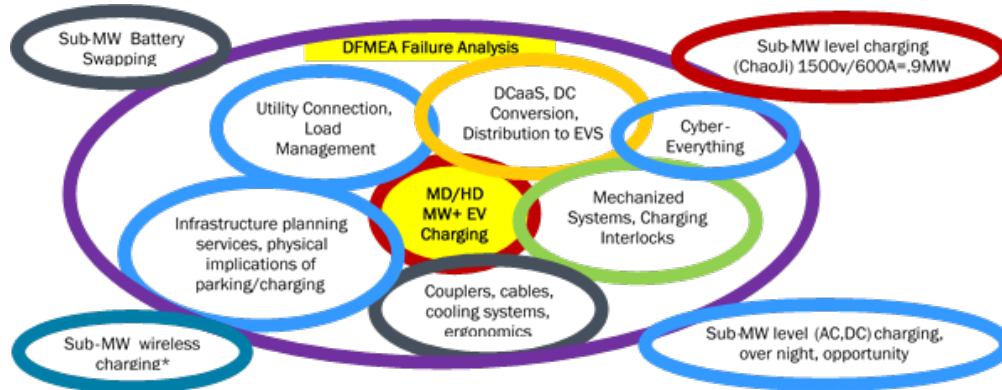 Sub-MW Battery
Swapping
DFMEA Failure Analysis
Sub-MW level charging
(ChaoJi) 1500v/600A=.9MW
Utility Connection,
Load
Management
DCaaS, DC
Conversion,
Distribution to EVS
Cyber-
Everything
MD/HD
MW+ EV
Charging
Mechanized
Systems, Charging
Interlocks
Infrastructure planning
services, physical
implications of
parking/charging
Couplers, cables,
cooling systems,
ergonomics
Sub-MW wireless
charging*
Sub-MW level (AC,DC) charging,
over night, opportunity